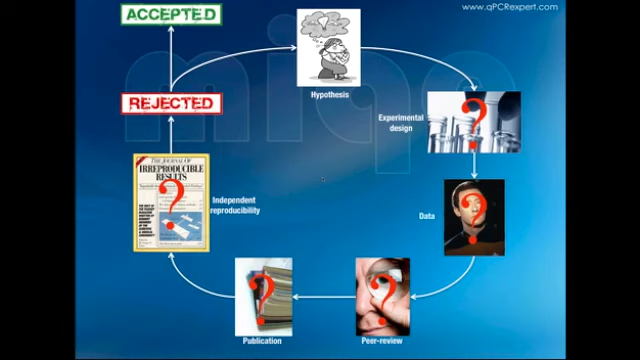 www.qPCRexpert.com
ACCEPTED
Hypothesis
REJECTED
Experimental
design
miqe
THE JOURNAL OF
IRREPRODUCIBLE
RESULTS
Independent
reproducibility
Data
Publication
Peer-review
?
?
?
?
?